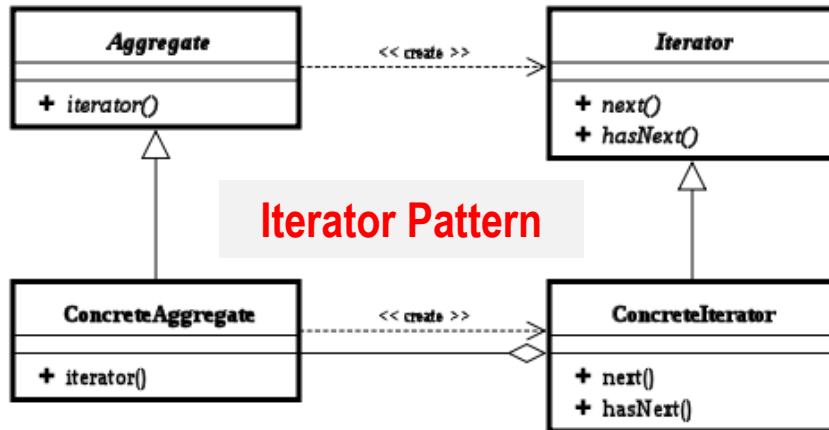 Aggregate
<< create >>
Iterator
+ iterator()
+ next()
+ hasNext()
Iterator Pattern
ConcreteAggregate
<< create >>
ConcreteIterator
+ iterator()
+ next()
+ hasNext()